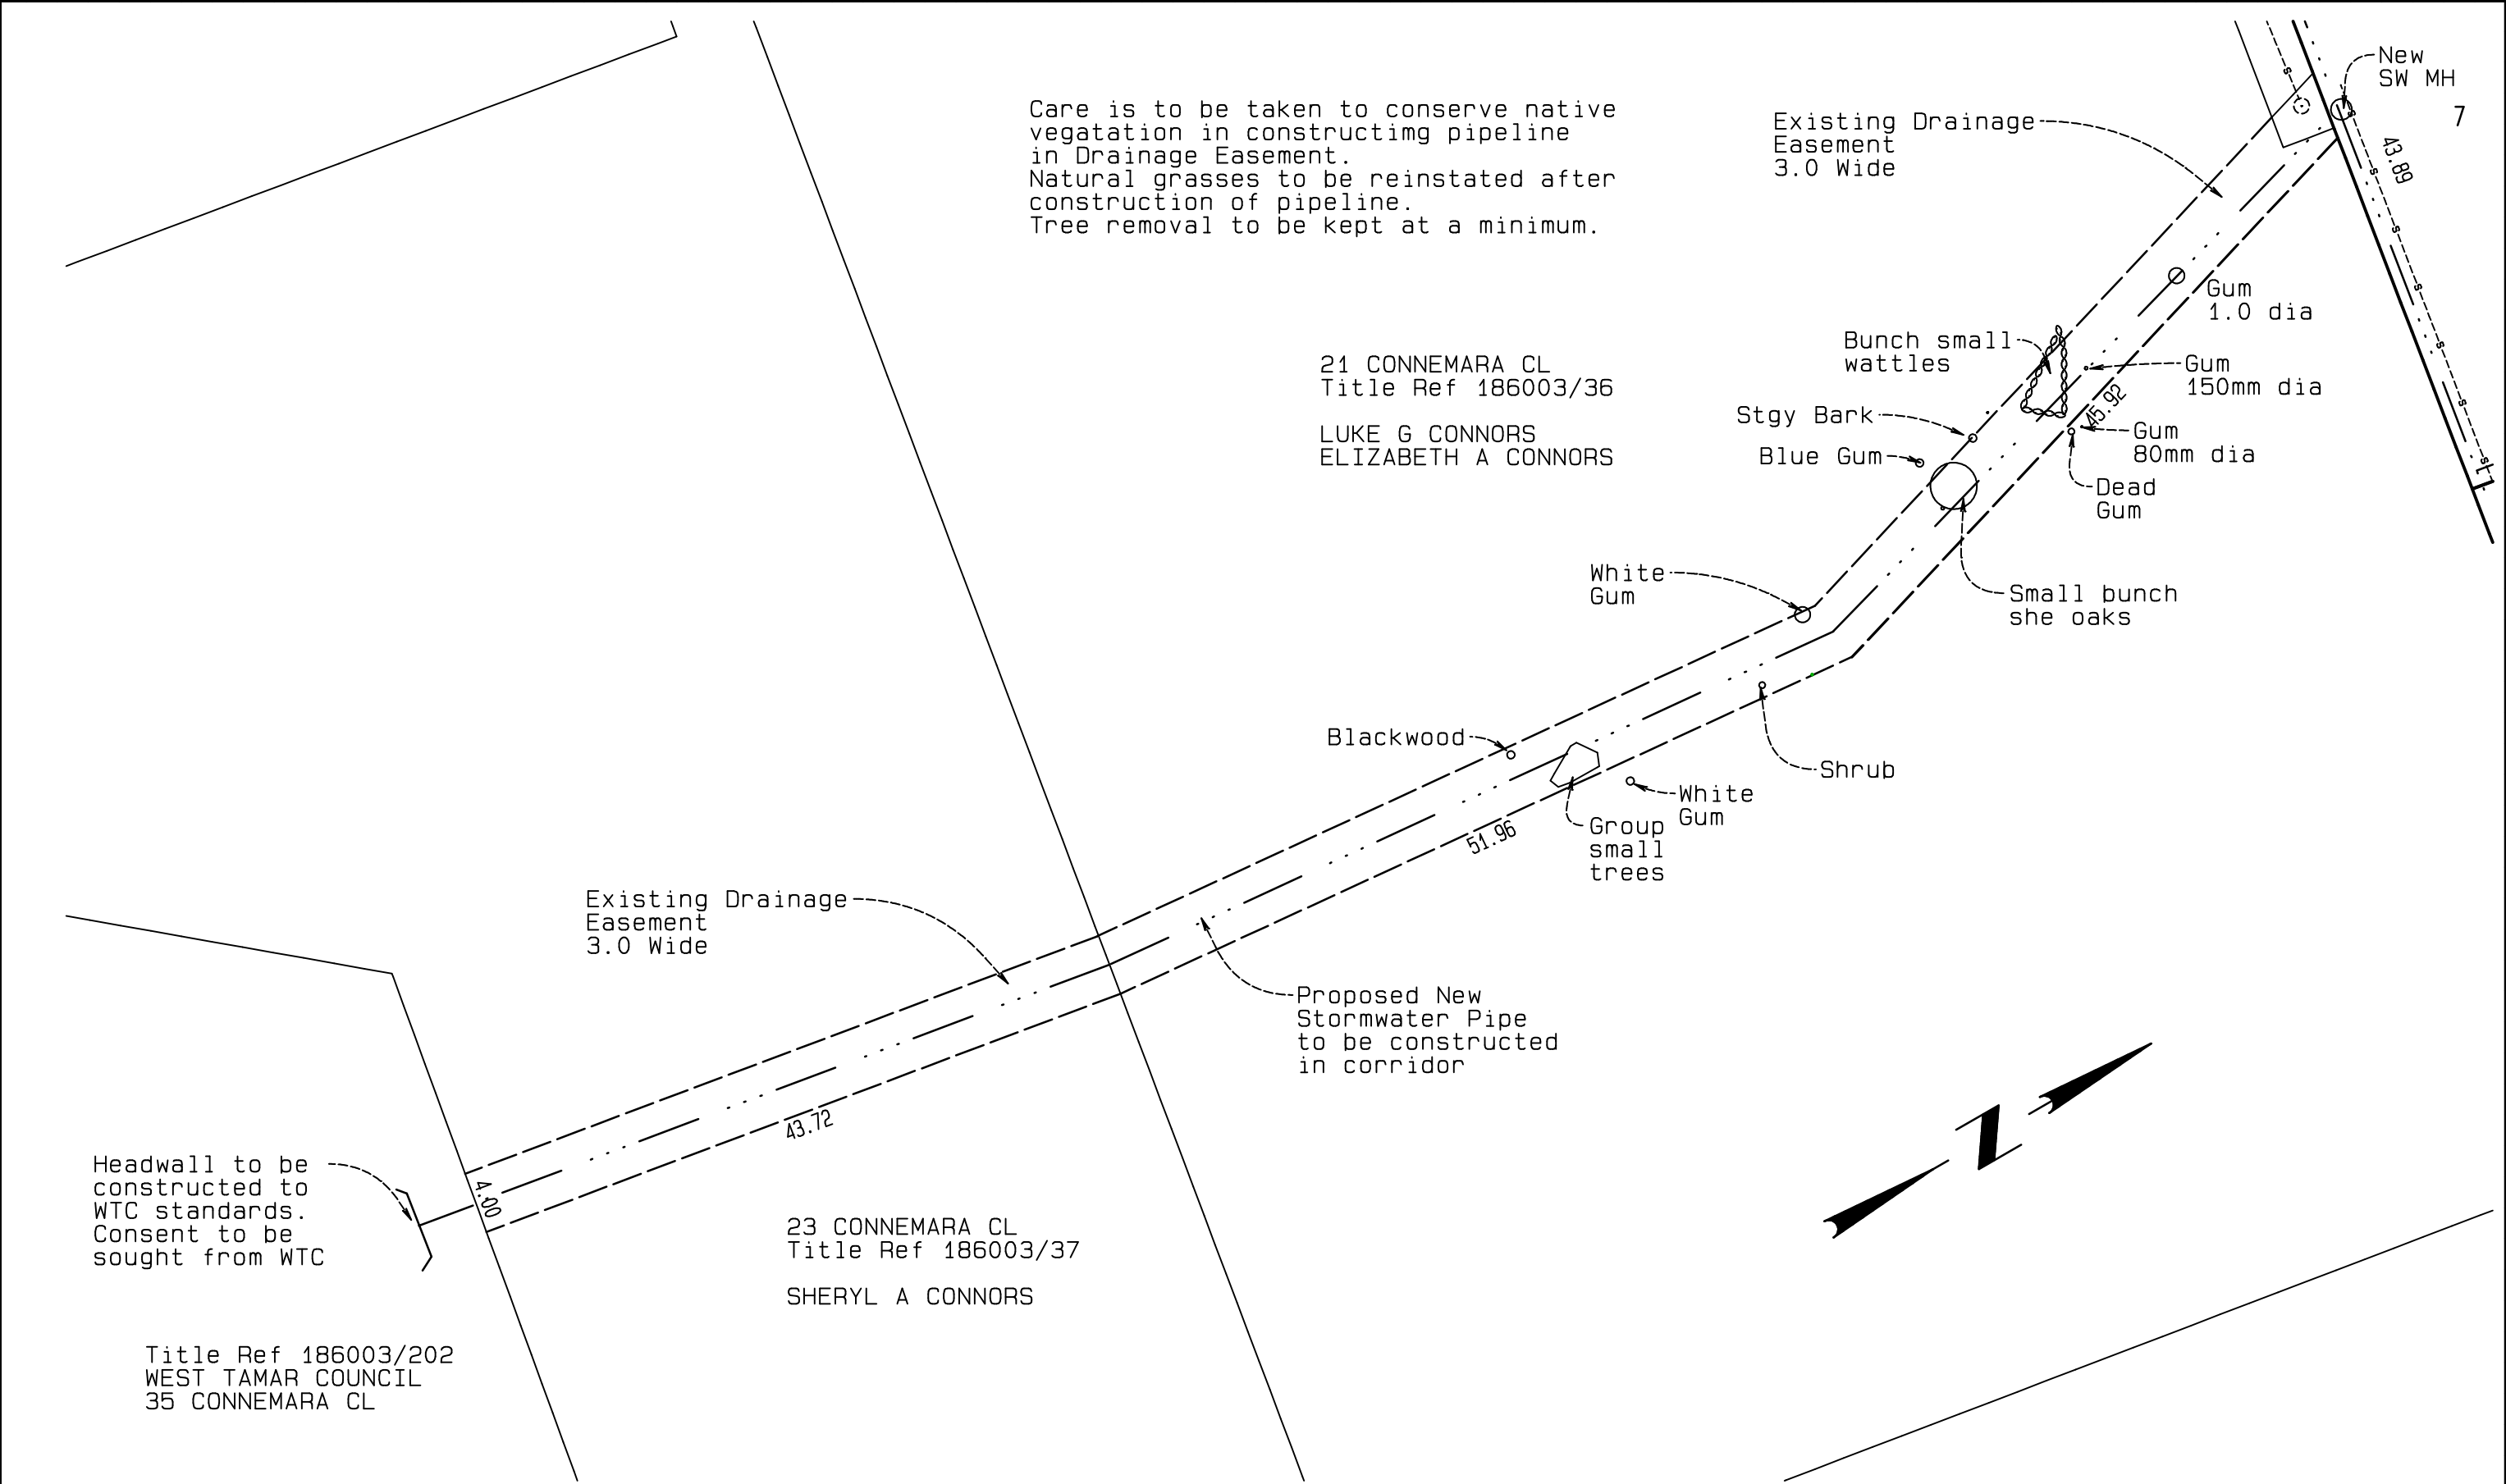 New
SW MH
7
43.89
Care is to be taken to conserve native
vegatation in constructimg pipeline
in Drainage Easement.
Natural grasses to be reinstated after
construction of pipeline.
Tree removal to be kept at a minimum.
Existing Drainage
Easement
3.0 Wide
Gum
1.0 dia
Bunch small
wattles
Gum
150mm dia
45.92
21 CONNEMARA CL
Title Ref 186003/36
LUKE G CONNORS
ELIZABETH A CONNORS
Stgy Bark
Blue Gum
Gum
80mm dia
Dead
Gum
White
Gum
Small bunch
she oaks
Blackwood
Shrub
White
Gum
Group
small
trees
51.96
Existing Drainage
Easement
3.0 Wide
Proposed New
Stormwater Pipe
to be constructed
in corridor
43.72
Headwall to be
constructed to
WTC standards.
Consent to be
sought from WTC
4.00
23 CONNEMARA CL
Title Ref 186003/37
SHERYL A CONNORS
Title Ref 186003/202
WEST TAMAR COUNCIL
35 CONNEMARA CL
N
s
s
s
s
s
s
s
s